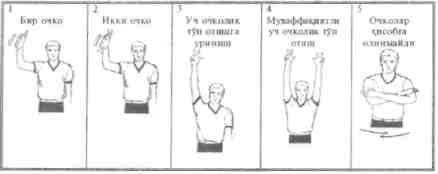 1
Бир очко
2
Икки очко
3
Уч очколик
тўп отишга
уриниш
4
Муваффақиятли
уч очколик тўп
отиш
5
Очколар
ҳисобга
олинмайди